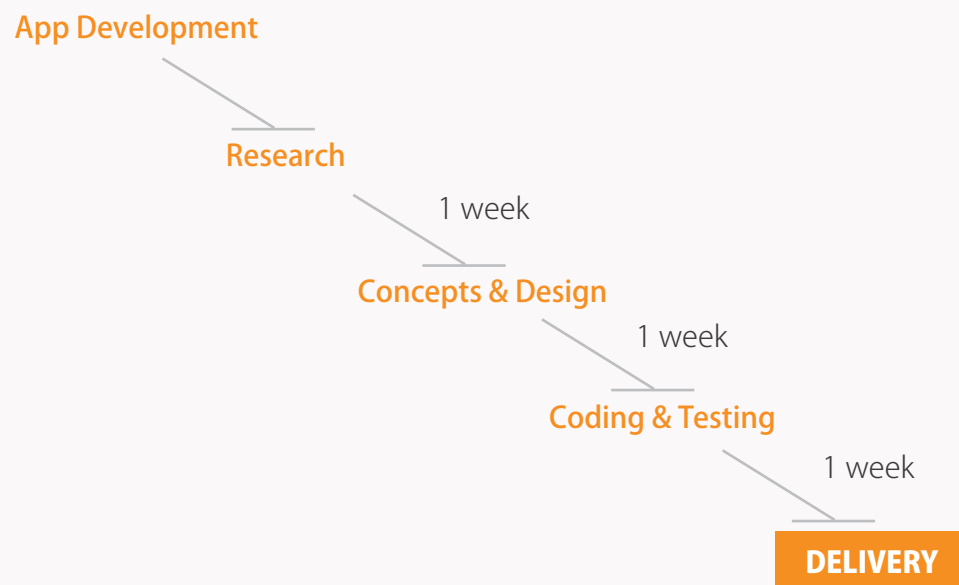 App Development
Research
1 week
Concepts & Design
1 week
Coding & Testing
1 week
DELIVERY